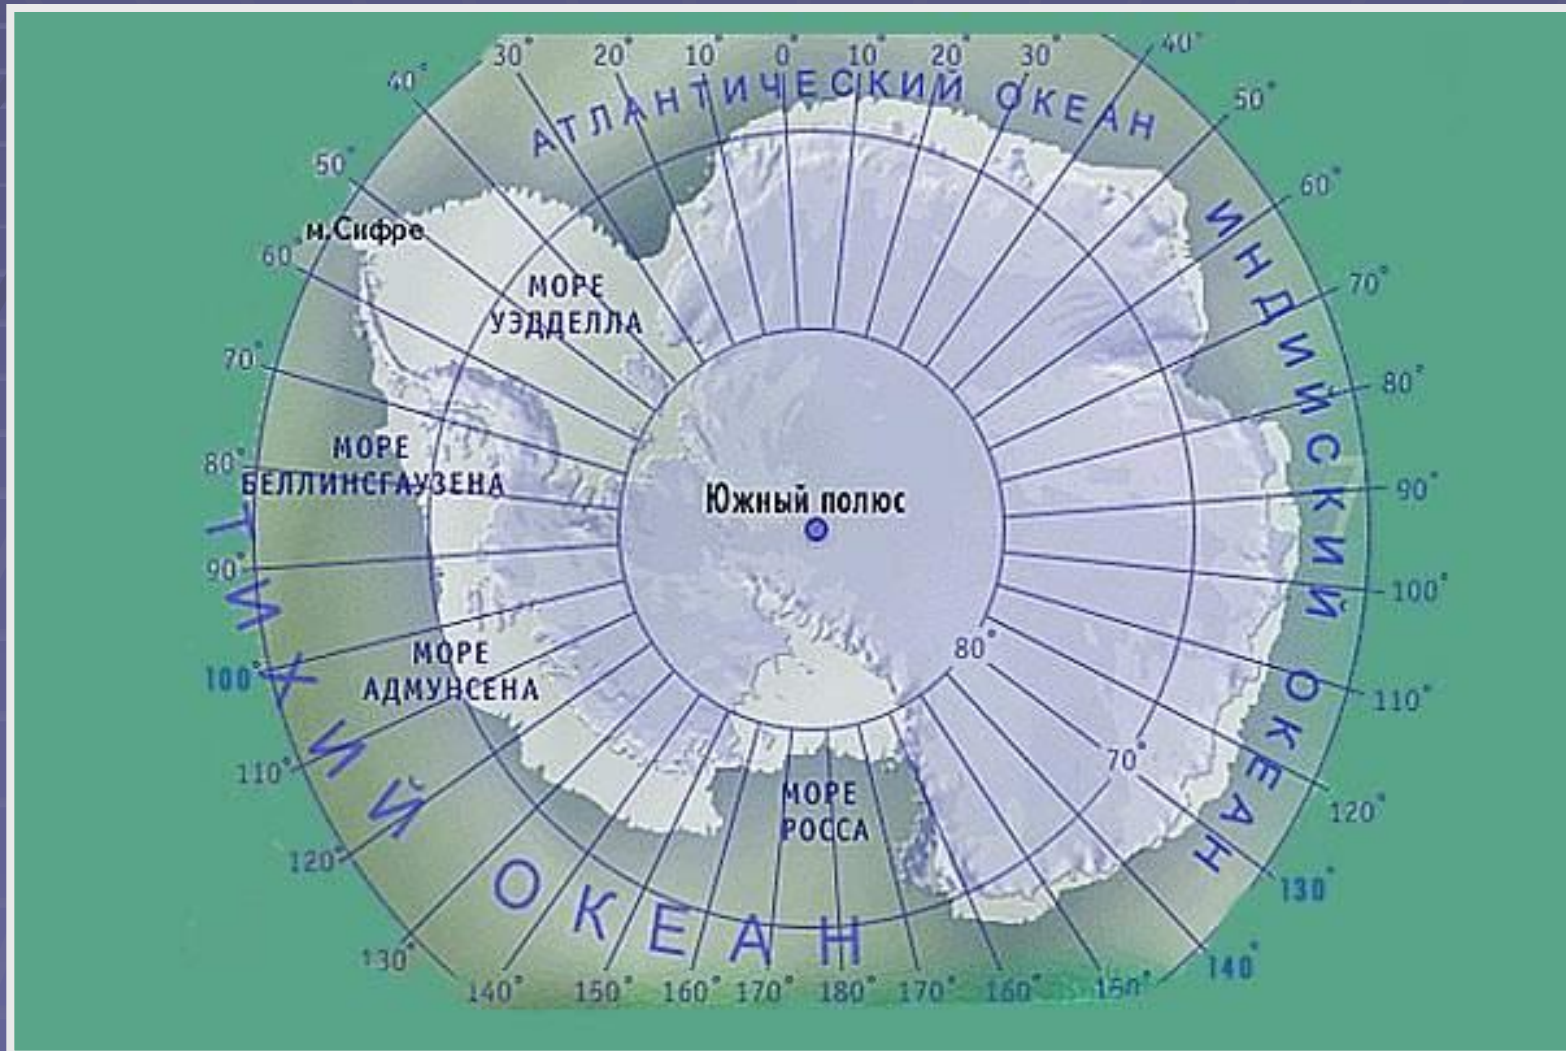 30° 20° 10° 0° 10° 20° 30° 40°
40° 50°
АТЛАНТИЧЕСКИЙ ОКЕАН
50° 60°
м.Сифре
60° 70°
МОРЕ
УЭДДЕЛЛА
ИНДИЙСКИЙ ОКЕАН
70° 80°
МОРЕ
БЕЛЛИНСГАУЗЕНА
80° 90°
Южный полюс
90° 100°
80°
МОРЕ
АДМУНСЕНА
100° 110°
70°
110° 120°
МОРЕ
РОССА
120° 130°
ТИХИЙ ОКЕАН
130° 140°
140° 150° 160° 170° 180° 170° 160° 150°